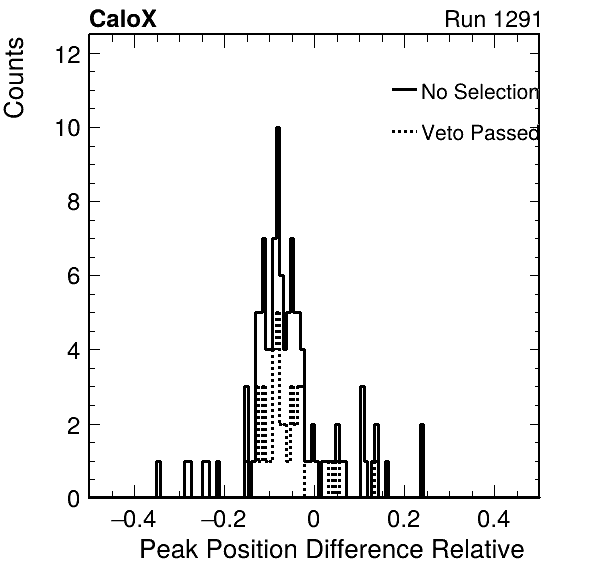 CaloX
Run 1291
Counts
12
No Selection
10
Veto Passed
8
6
4
2
0
−0.4 −0.2 0 0.2 0.4
Peak Position Difference Relative